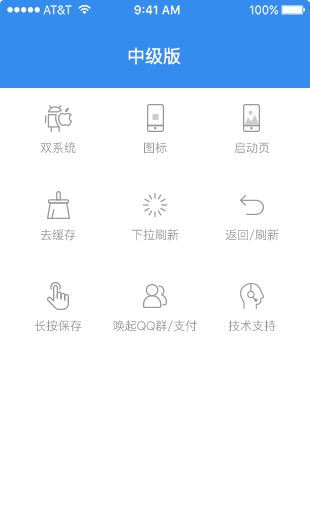 AT&T 9:41 AM 100%
中级版
双系统 图标 启动页
去缓存 下拉刷新 返回/刷新
长按保存 唤起QQ群/支付 技术支持